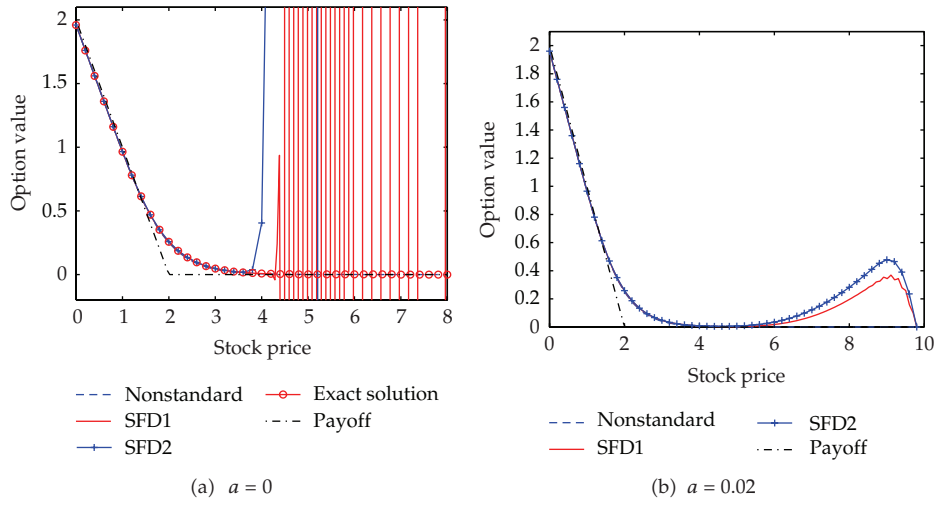 2
1.5
1
0.5
0
Option value
0 1 2 3 4 5 6 7 8
Stock price
Nonstandard
SFD1
SFD2
Exact solution
Payoff
(a) a = 0
2
1.8
1.6
1.4
1.2
1
0.8
0.6
0.4
0.2
0
Option value
0 2 4 6 8 10
Stock price
Nonstandard
SFD1
SFD2
Payoff
(b) a = 0.02